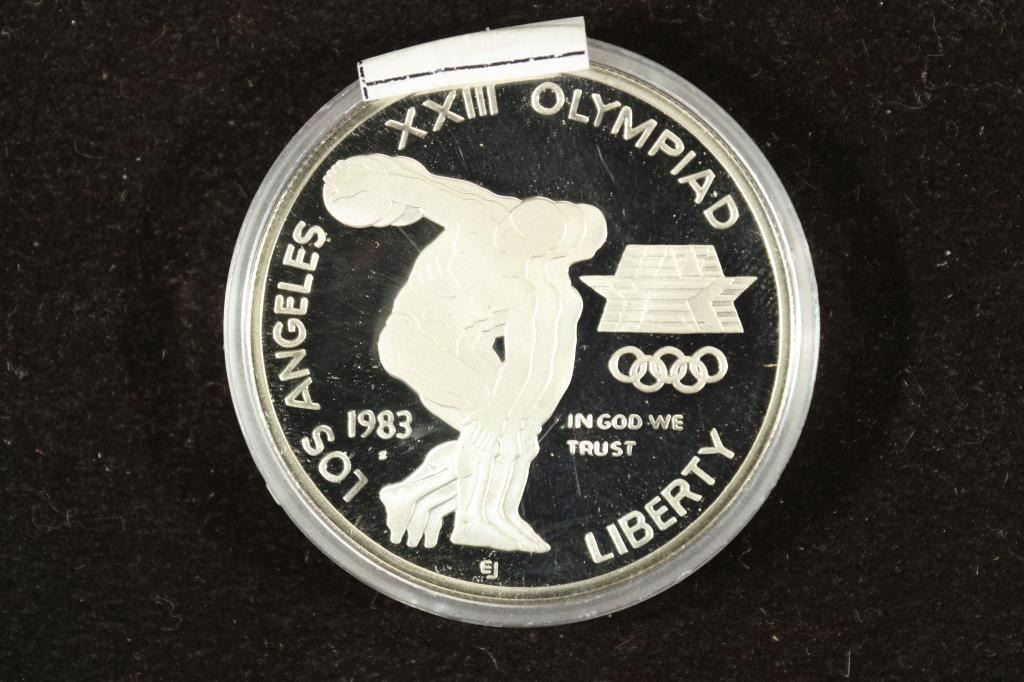 XXIII OLYMPIAD
LOS ANGELES
1983
S
IN GOD WE
TRUST
LIBERTY
EJ